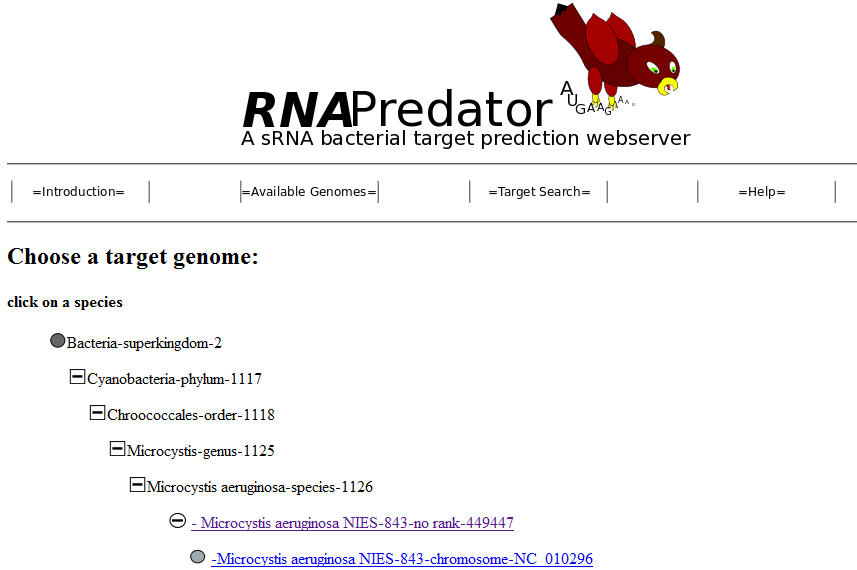 RNAPredator
AUGAAGAAAU
A sRNA bacterial target prediction webserver
=Introduction=
=Available Genomes=
=Target Search=
=Help=
Choose a target genome:
click on a species
Bacteria-superkingdom-2
Cyanobacteria-phylum-1117
Chroococcales-order-1118
Microcystis-genus-1125
Microcystis aeruginosa-species-1126
- Microcystis aeruginosa NIES-843-no rank-449447
-Microcystis aeruginosa NIES-843-chromosome-NC_010296